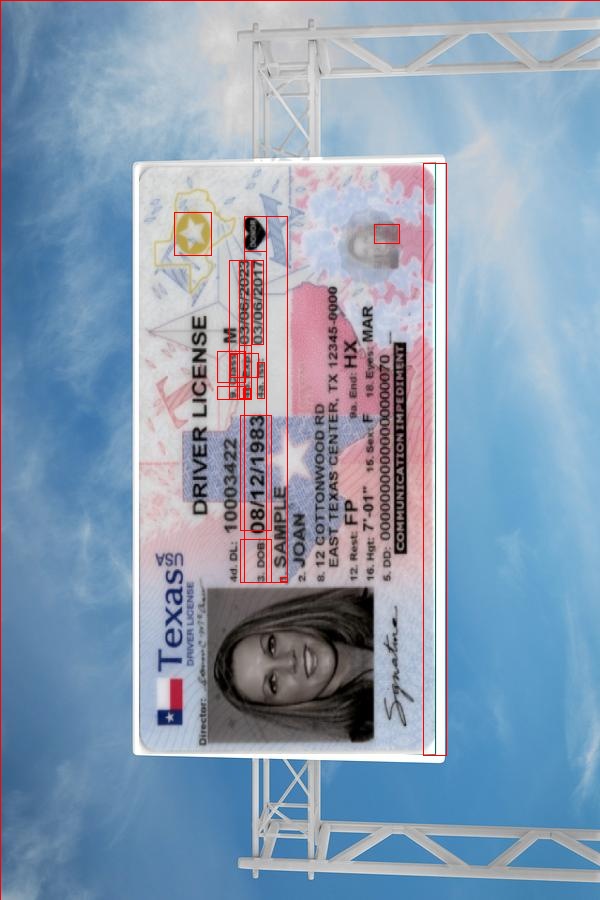 Texas USA
DRIVER LICENSE
DRIVER LICENSE
Director:
4d. DL: 10003422 9. Class: M
3. DOB: 08/12/1983 4b. Exp: 03/06/2023
4a. Iss: 03/06/2017
DONOR
1. SAMPLE
2. JOAN
8. 12 COTTONWOOD RD
EAST TEXAS CENTER, TX 12345-0000
12. Rest: FP 9a. End: HX
16. Hgt: 7'-01" 15. Sex: F 18. Eyes: MAR
5. DD: 00000000000000000070
COMMUNICATION IMPEDIMENT
Signature